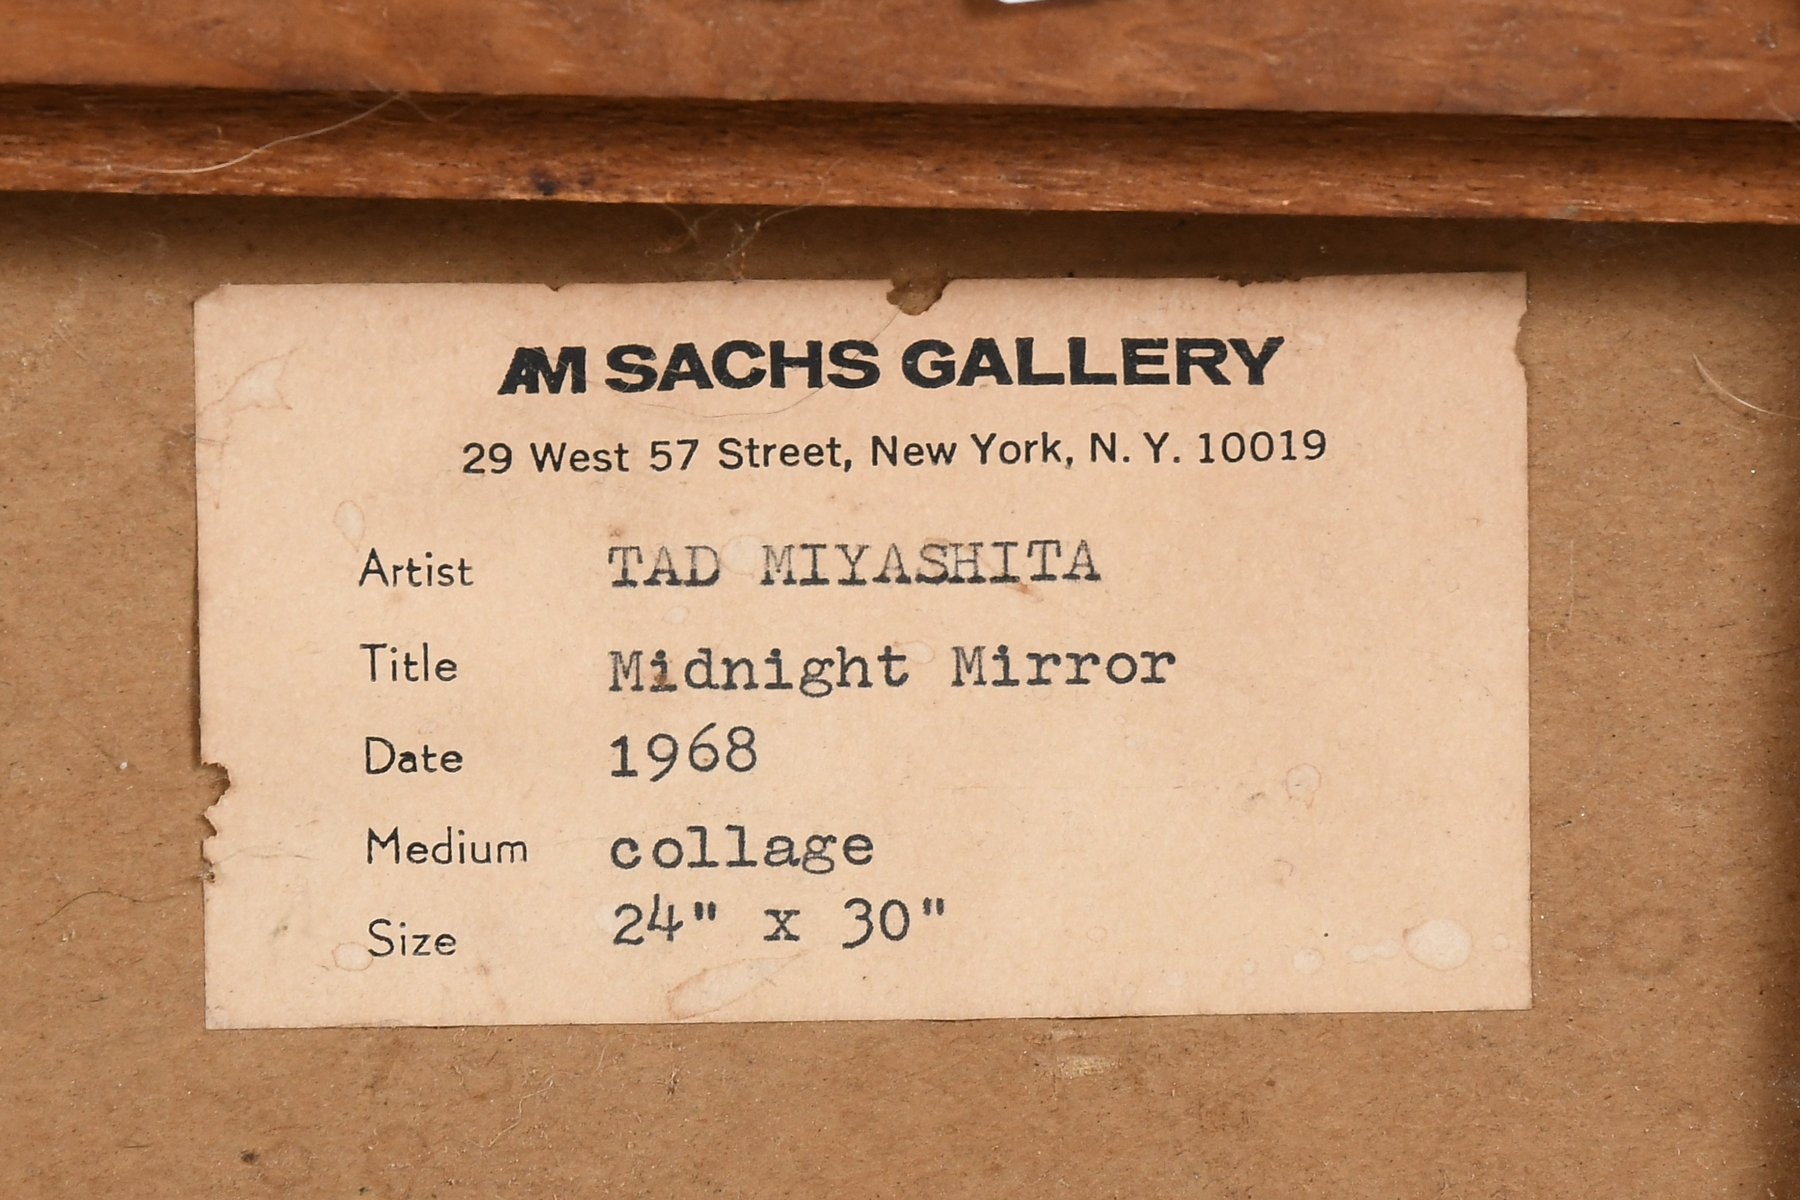 AM SACHS GALLERY
29 West 57 Street, New York, N. Y. 10019
Artist TAD MIYASHITA
Title Midnight Mirror
Date 1968
Medium collage
Size 24" x 30"